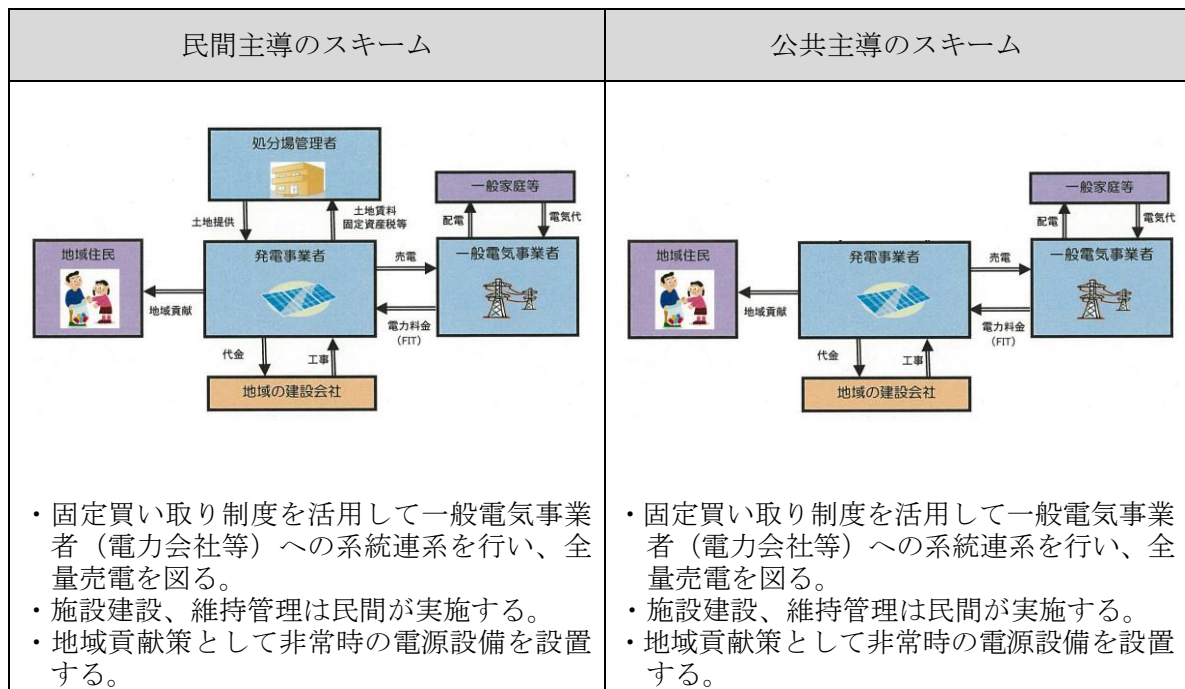 民間主導のスキーム
公共主導のスキーム
処分場管理者
一般家庭等
土地提供
土地賃料
固定資産税等
配電
電気代
地域住民
発電事業者
売電
一般電気事業者
地域貢献
電力料金
(FIT)
代金
工事
地域の建設会社
・固定買い取り制度を活用して一般電気事業
者（電力会社等）への系統連系を行い、全
量売電を図る。
・施設建設、維持管理は民間が実施する。
・地域貢献策として非常時の電源設備を設置
する。
一般家庭等
配電
電気代
地域住民
発電事業者
売電
一般電気事業者
地域貢献
電力料金
(FIT)
代金
工事
地域の建設会社
・固定買い取り制度を活用して一般電気事業
者（電力会社等）への系統連系を行い、全
量売電を図る。
・施設建設、維持管理は民間が実施する。
・地域貢献策として非常時の電源設備を設置
する。